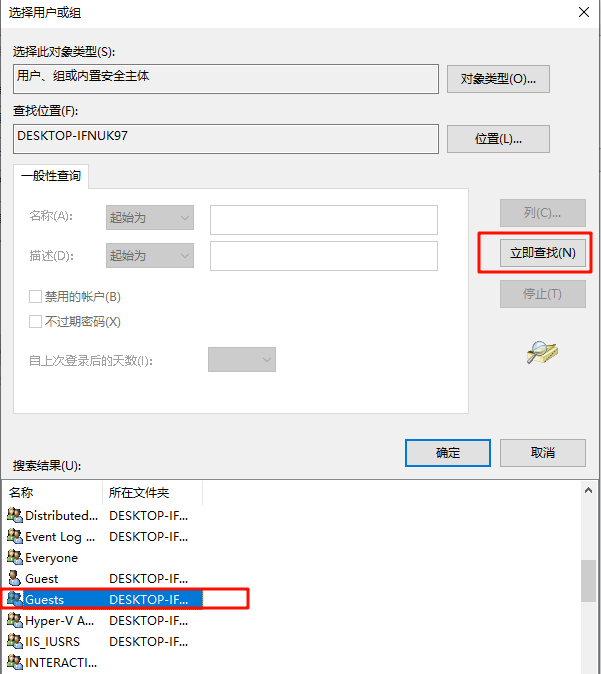 选择用户或组
选择此对象类型(S):
用户、组或内置安全主体
对象类型(O)...
查找位置(F):
DESKTOP-IFNUK97
位置(L)...
一般性查询
名称(A):
起始为
列(C)...
描述(D):
起始为
立即查找(N)
禁用的帐户(B)
停止(T)
不过期密码(X)
自上次登录后的天数(I):
确定
取消
搜索结果(U):
名称 所在文件夹
Distributed... DESKTOP-IF...
Event Log ... DESKTOP-IF...
Everyone
Guest DESKTOP-IF...
Guests DESKTOP-IF...
Hyper-V A... DESKTOP-IF...
IIS_IUSRS DESKTOP-IF...
INTERACTI...